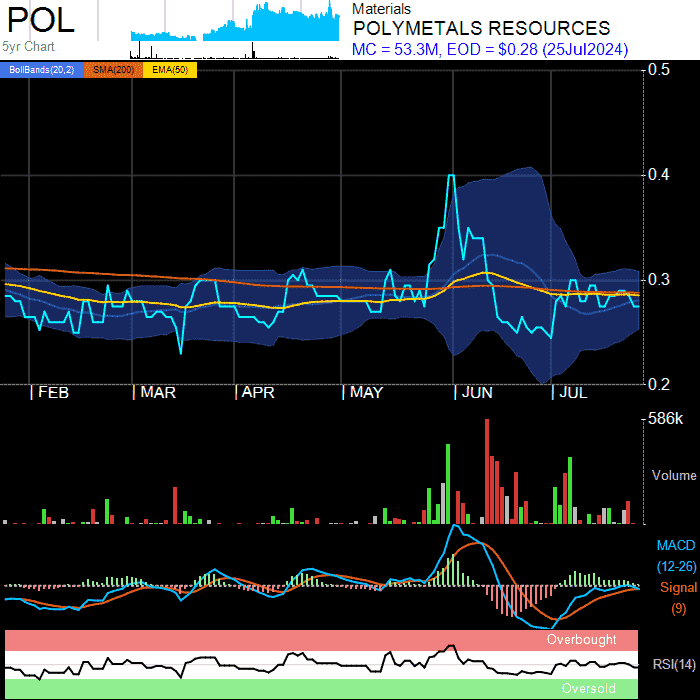 POL
5yr Chart
Materials
POLYMETALS RESOURCES
MC = 53.3M, EOD = $0.28 (25Jul2024)
BollBands(20,2) SMA(200) EMA(50)
0.5
0.4
0.3
0.2
| FEB | MAR | APR | MAY | JUN | JUL
586k
Volume
MACD
(12-26)
Signal
(9)
Overbought
RSI(14)
Oversold